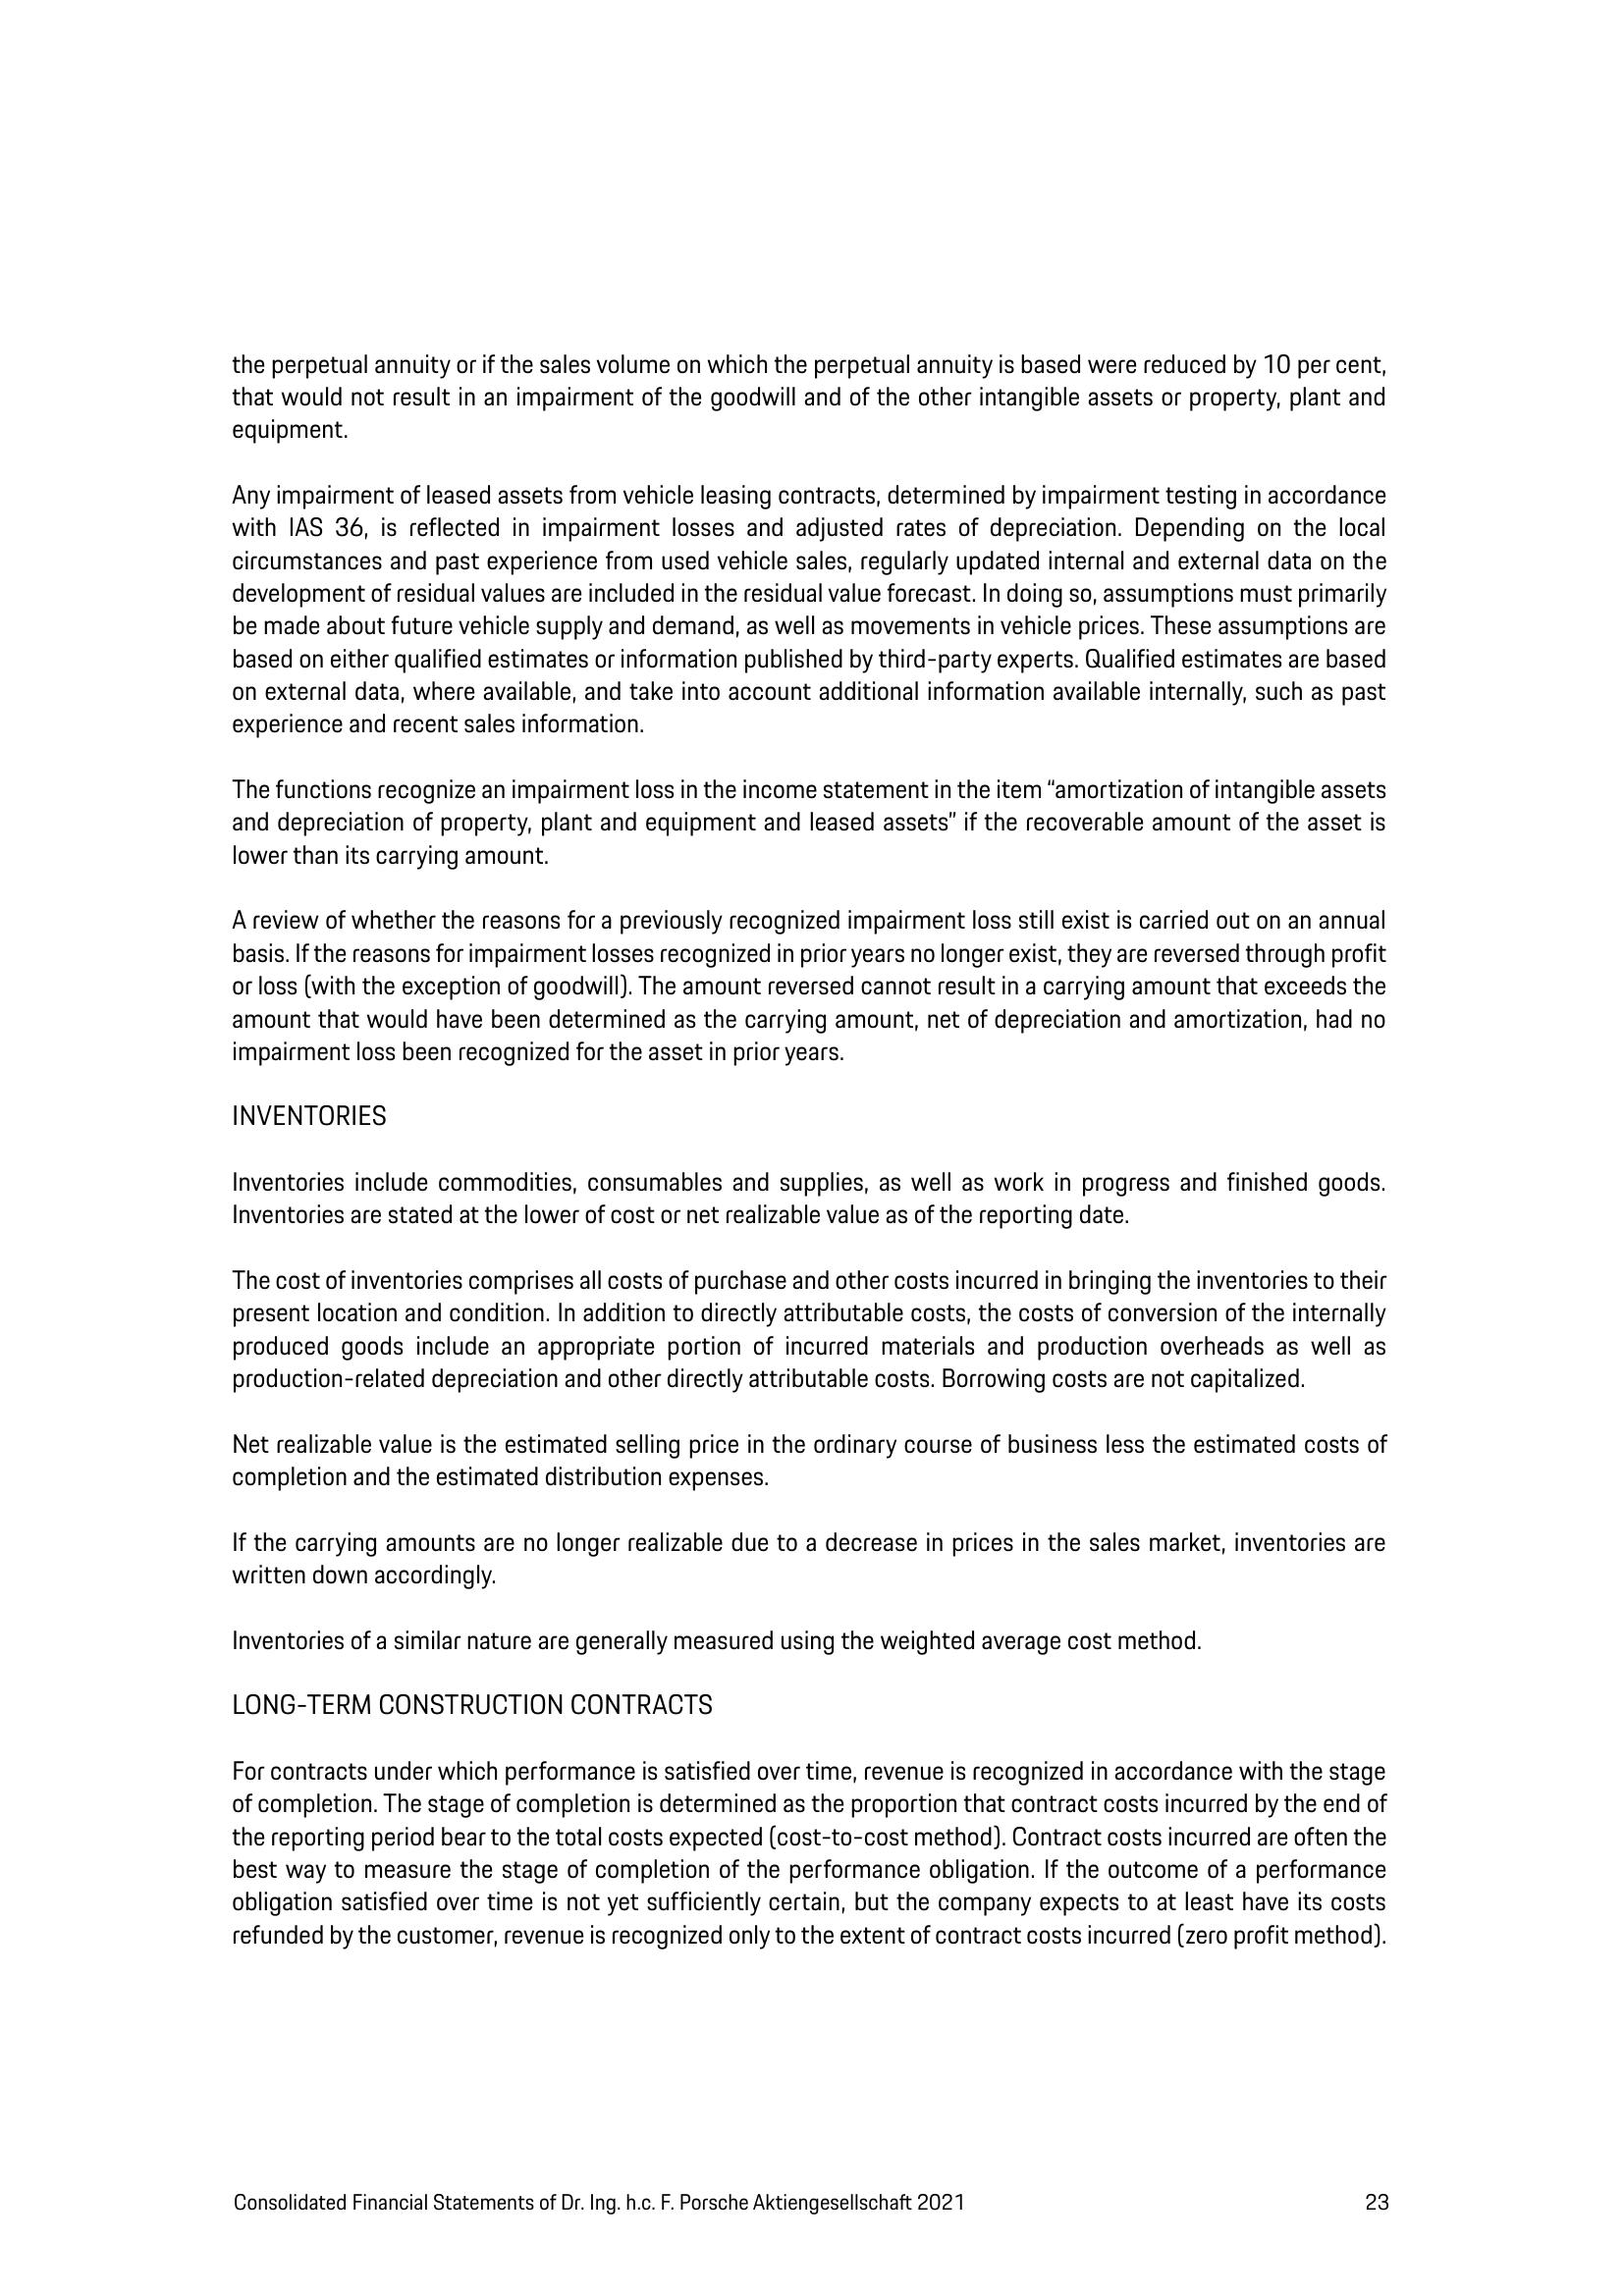 the perpetual annuity or if the sales volume on which the perpetual annuity is based were reduced by 10 per cent,
that would not result in an impairment of the goodwill and of the other intangible assets or property, plant and
equipment.
Any impairment of leased assets from vehicle leasing contracts, determined by impairment testing in accordance
with IAS 36, is reflected in impairment losses and adjusted rates of depreciation. Depending on the local
circumstances and past experience from used vehicle sales, regularly updated internal and external data on the
development of residual values are included in the residual value forecast. In doing so, assumptions must primarily
be made about future vehicle supply and demand, as well as movements in vehicle prices. These assumptions are
based on either qualified estimates or information published by third-party experts. Qualified estimates are based
on external data, where available, and take into account additional information available internally, such as past
experience and recent sales information.
The functions recognize an impairment loss in the income statement in the item “amortization of intangible assets
and depreciation of property, plant and equipment and leased assets” if the recoverable amount of the asset is
lower than its carrying amount.
A review of whether the reasons for a previously recognized impairment loss still exist is carried out on an annual
basis. If the reasons for impairment losses recognized in prior years no longer exist, they are reversed through profit
or loss (with the exception of goodwill). The amount reversed cannot result in a carrying amount that exceeds the
amount that would have been determined as the carrying amount, net of depreciation and amortization, had no
impairment loss been recognized for the asset in prior years.
INVENTORIES
Inventories include commodities, consumables and supplies, as well as work in progress and finished goods.
Inventories are stated at the lower of cost or net realizable value as of the reporting date.
The cost of inventories comprises all costs of purchase and other costs incurred in bringing the inventories to their
present location and condition. In addition to directly attributable costs, the costs of conversion of the internally
produced goods include an appropriate portion of incurred materials and production overheads as well as
production-related depreciation and other directly attributable costs. Borrowing costs are not capitalized.
Net realizable value is the estimated selling price in the ordinary course of business less the estimated costs of
completion and the estimated distribution expenses.
If the carrying amounts are no longer realizable due to a decrease in prices in the sales market, inventories are
written down accordingly.
Inventories of a similar nature are generally measured using the weighted average cost method.
LONG-TERM CONSTRUCTION CONTRACTS
For contracts under which performance is satisfied over time, revenue is recognized in accordance with the stage
of completion. The stage of completion is determined as the proportion that contract costs incurred by the end of
the reporting period bear to the total costs expected (cost-to-cost method). Contract costs incurred are often the
best way to measure the stage of completion of the performance obligation. If the outcome of a performance
obligation satisfied over time is not yet sufficiently certain, but the company expects to at least have its costs
refunded by the customer, revenue is recognized only to the extent of contract costs incurred (zero profit method).
Consolidated Financial Statements of Dr. Ing. h.c. F. Porsche Aktiengesellschaft 2021 23